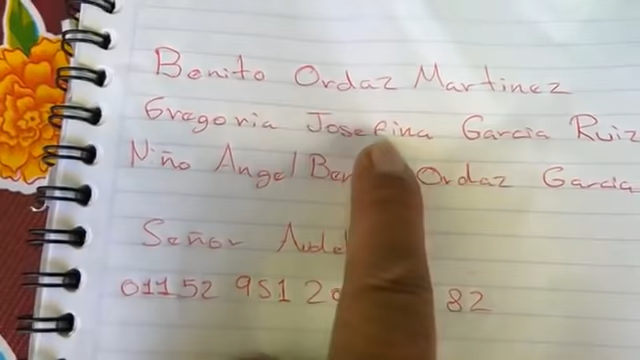 Benito Ordaz Martinez
Gregoria Josefina Garcia Ruiz
Niño Angel Ordaz Garcia
Señor
01152 951 82